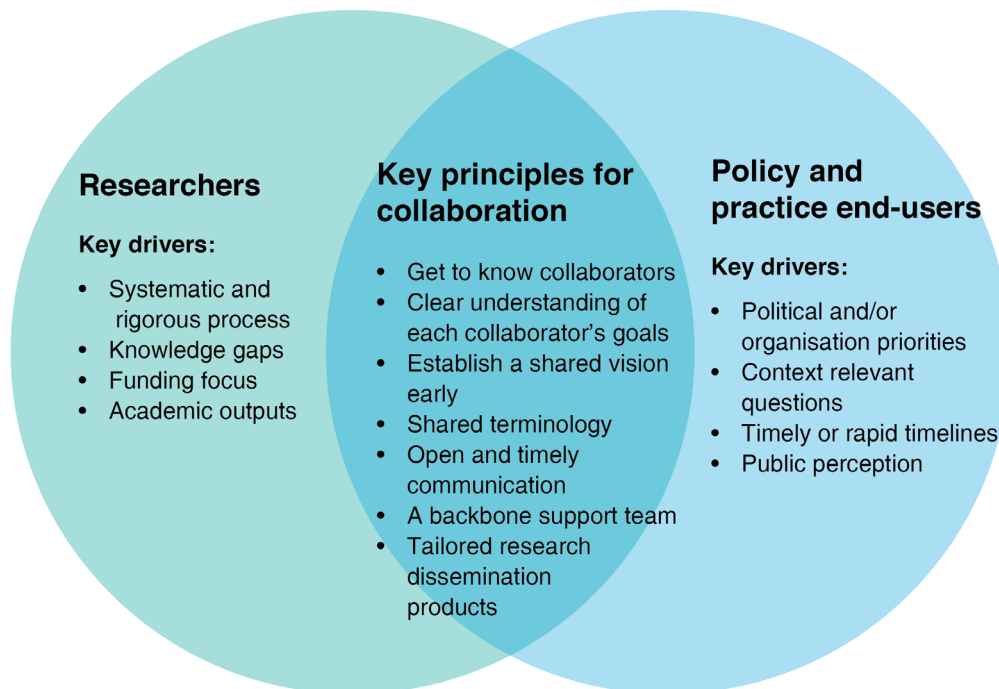 Researchers
Key drivers:
• Systematic and
rigorous process
• Knowledge gaps
• Funding focus
• Academic outputs
Key principles for
collaboration
• Get to know collaborators
• Clear understanding of
each collaborator’s goals
• Establish a shared vision
early
• Shared terminology
• Open and timely
communication
• A backbone support team
• Tailored research
dissemination
products
Policy and
practice end-users
Key drivers:
• Political and/or
organisation priorities
• Context relevant
questions
• Timely or rapid timelines
• Public perception